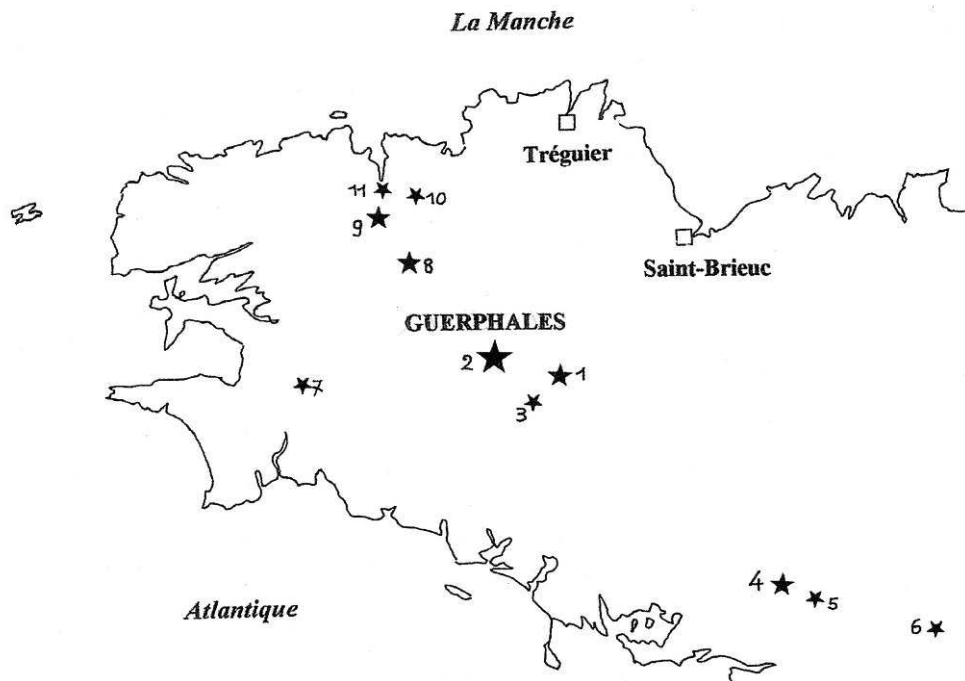 La Manche
Tréguier
11
10
9
Saint-Brieuc
8
GUERPHALES
2
1
7
3
4
5
Atlantique
6